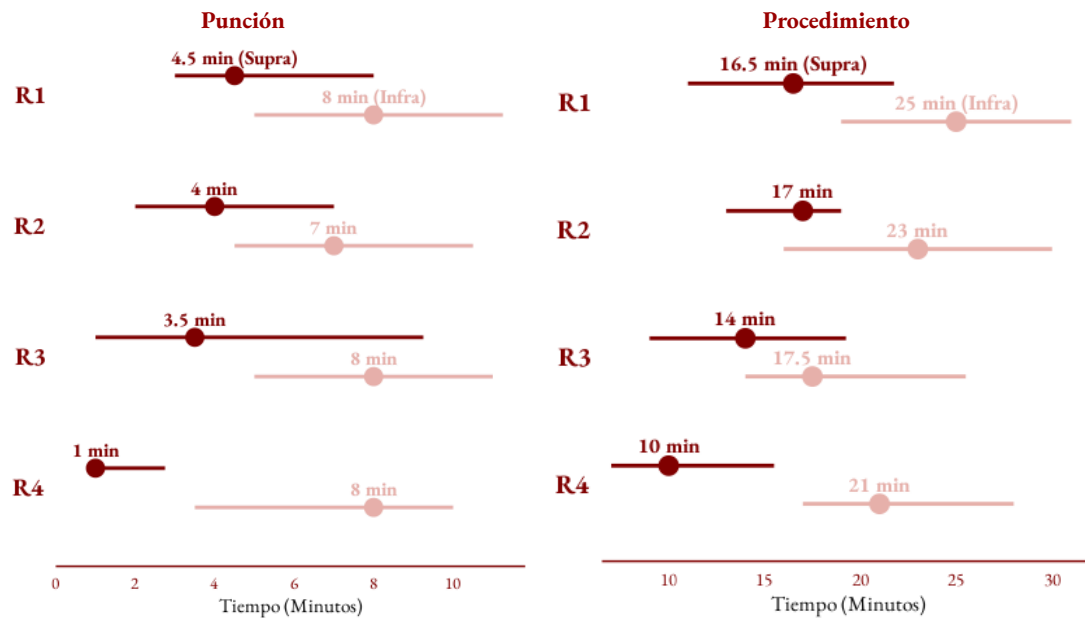 Punción
4.5 min (Supra)
R1
8 min (Infra)
4 min
R2
7 min
3.5 min
R3
8 min
1 min
R4
8 min
0 2 4 6 8 10
Tiempo (Minutos)
Procedimiento
16.5 min (Supra)
R1
25 min (Infra)
17 min
R2
23 min
14 min
R3
17.5 min
10 min
R4
21 min
10 15 20 25 30
Tiempo (Minutos)